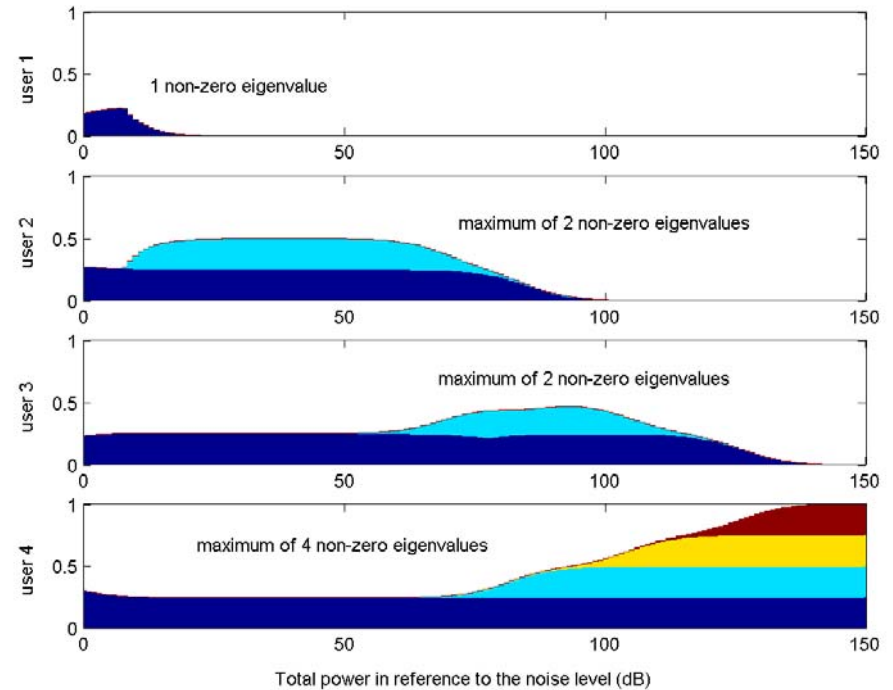 1
user 1
0.5
1 non-zero eigenvalue
0
0 50 100 150
1
user 2
0.5
maximum of 2 non-zero eigenvalues
0
0 50 100 150
1
user 3
0.5
maximum of 2 non-zero eigenvalues
0
0 50 100 150
1
user 4
0.5
maximum of 4 non-zero eigenvalues
0
0 50 100 150
Total power in reference to the noise level (dB)